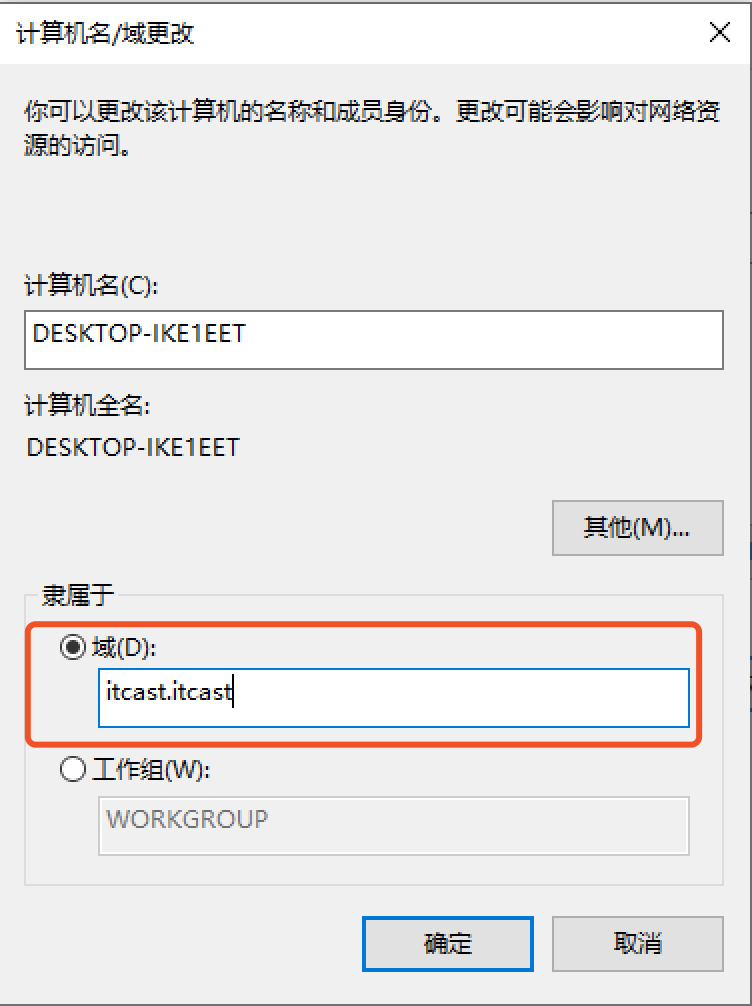 计算机名/域更改
你可以更改该计算机的名称和成员身份。更改可能会影响对网络资
源的访问。
计算机名(C):
DESKTOP-IKE1EET
计算机全名:
DESKTOP-IKE1EET
其他(M)...
隶属于
域(D):
itcast.itcast
工作组(W):
WORKGROUP
确定
取消